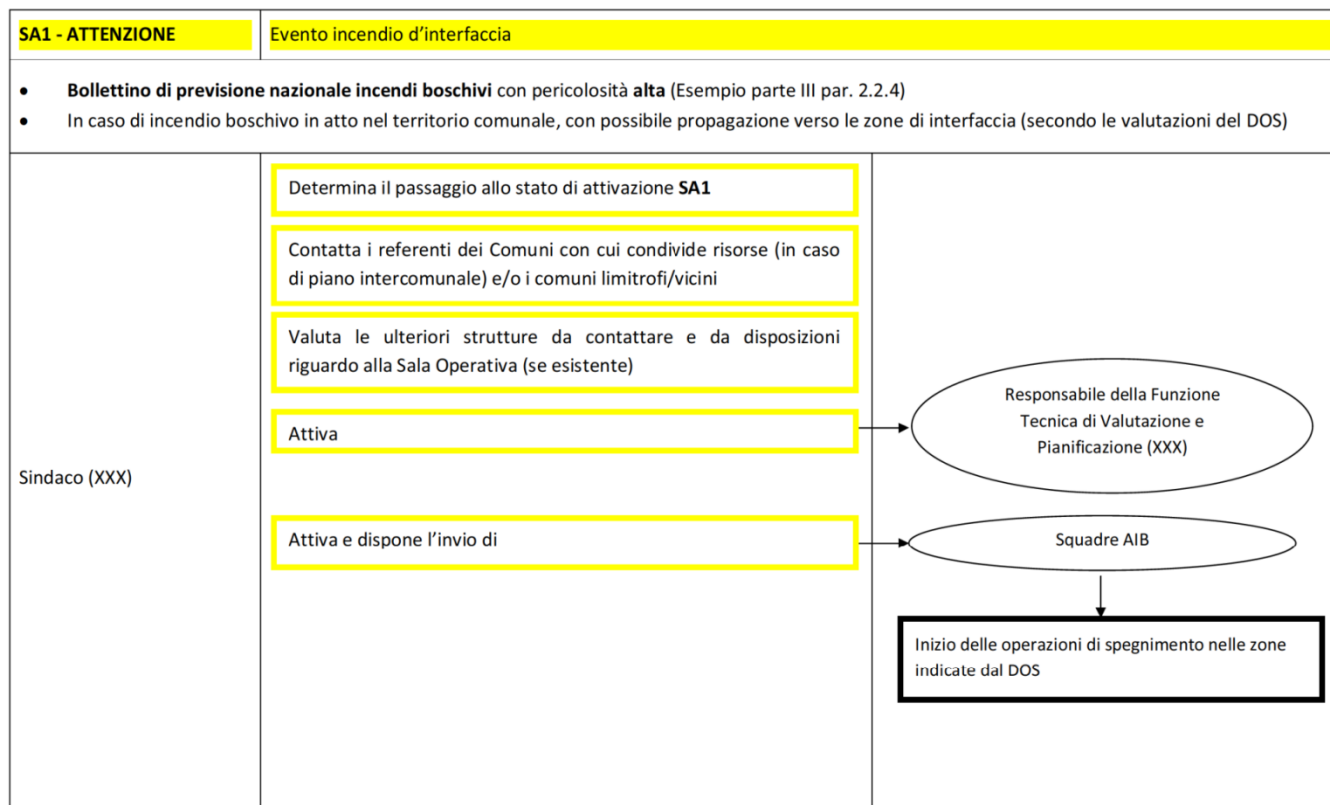 SA1 - ATTENZIONE
Evento incendio d’interfaccia
• Bollettino di previsione nazionale incendi boschivi con pericolosità alta (Esempio parte III par. 2.2.4)
• In caso di incendio boschivo in atto nel territorio comunale, con possibile propagazione verso le zone di interfaccia (secondo le valutazioni del DOS)
Sindaco (XXX)
Determina il passaggio allo stato di attivazione SA1
Contatta i referenti dei Comuni con cui condivide risorse (in caso
di piano intercomunale) e/o i comuni limitrofi/vicini
Valuta le ulteriori strutture da contattare e da disposizioni
riguardo alla Sala Operativa (se esistente)
Attiva
Responsabile della Funzione
Tecnica di Valutazione e
Pianificazione (XXX)
Attiva e dispone l’invio di
Squadre AIB
Inizio delle operazioni di spegnimento nelle zone
indicate dal DOS